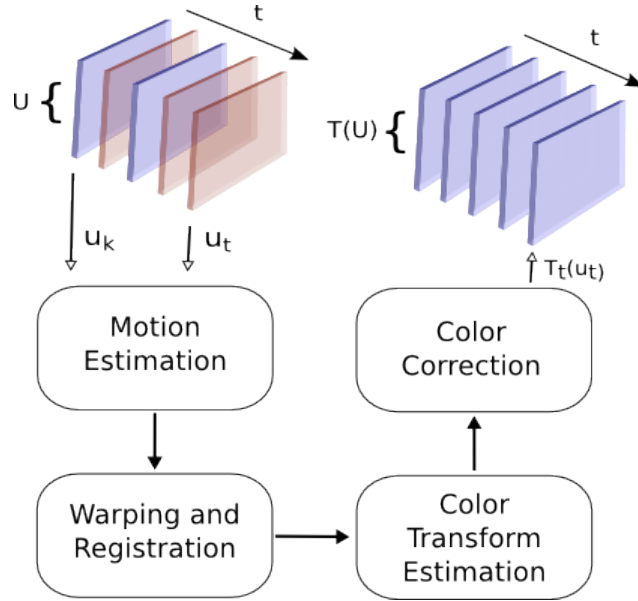 t
U {
u_k
u_t
Motion
Estimation
Warping and
Registration
Color
Transform
Estimation
Color
Correction
T_t(u_t)
T(U) {
t